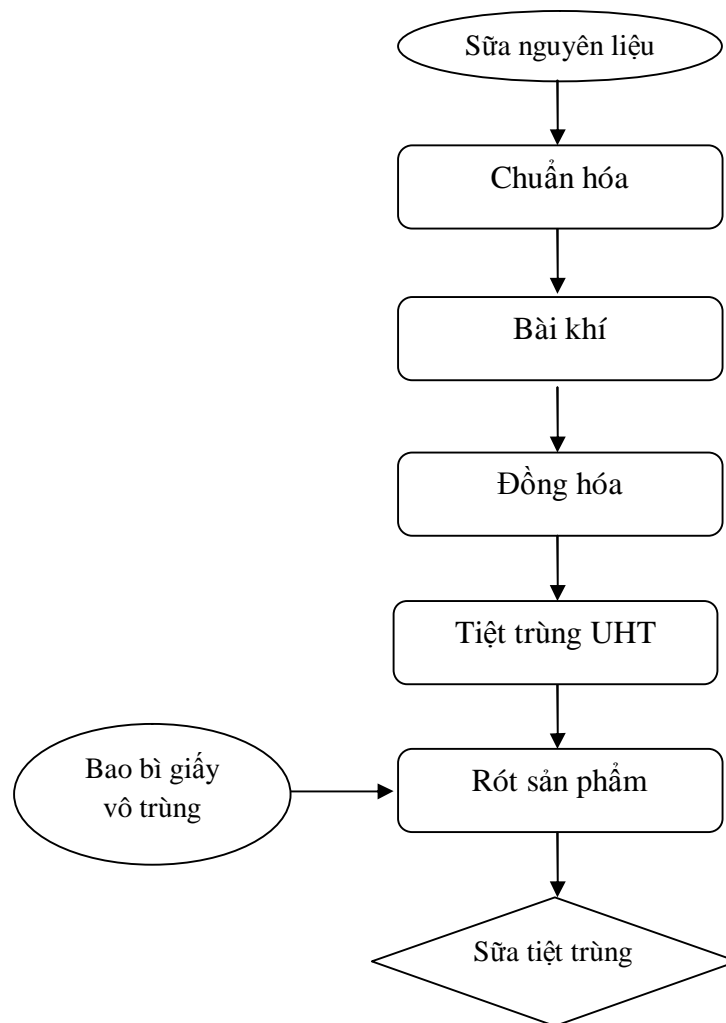 Sữa nguyên liệu
Chuẩn hóa
Bài khí
Đồng hóa
Tiệt trùng UHT
Bao bì giấy
vô trùng
Rót sản phẩm
Sữa tiệt trùng